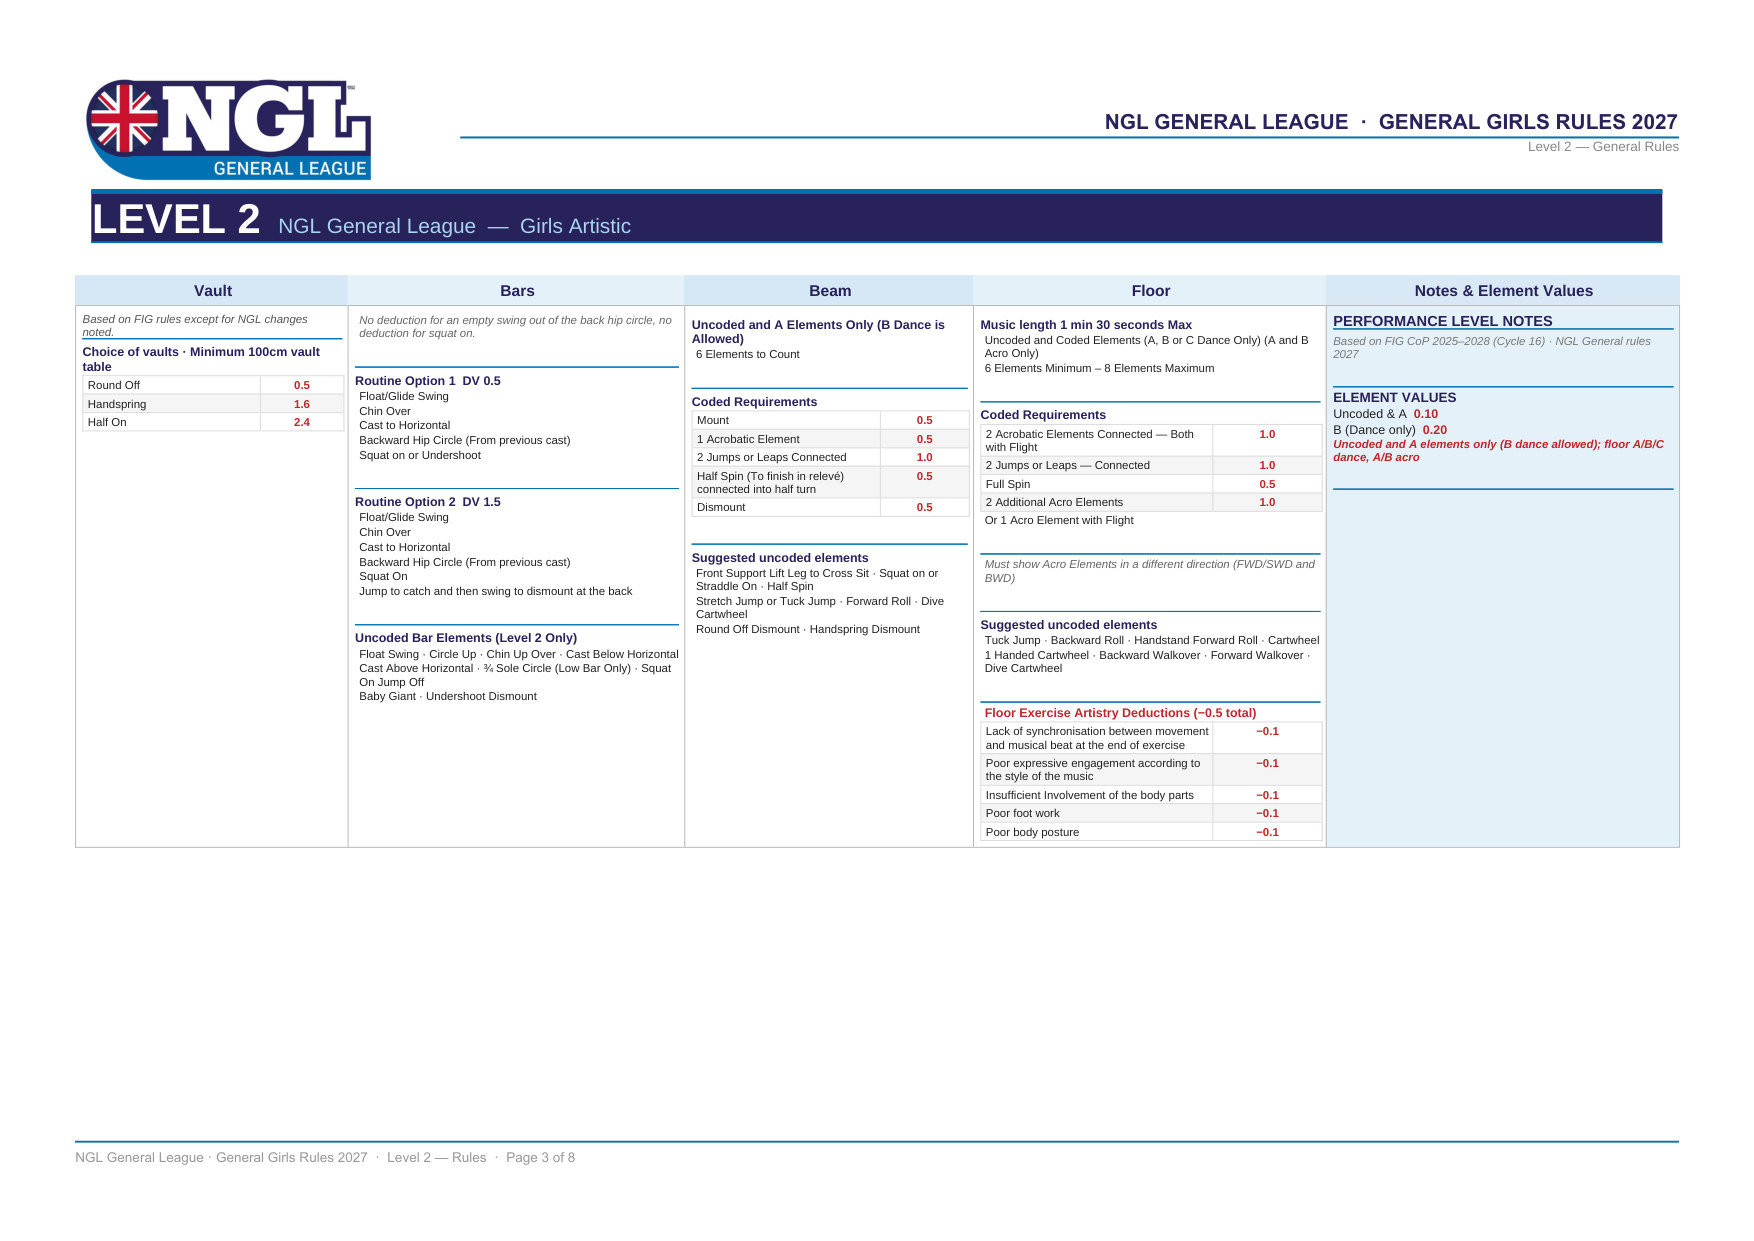 NGL
GENERAL LEAGUE
NGL GENERAL LEAGUE · GENERAL GIRLS RULES 2027
Level 2 — General Rules
LEVEL 2 NGL General League — Girls Artistic
Vault
Based on FIG rules except for NGL changes
noted.
Choice of vaults · Minimum 100cm vault
table
Round Off 0.5
Handspring 1.6
Half On 2.4
Bars
No deduction for an empty swing out of the back hip circle, no
deduction for squat on.
Routine Option 1 DV 0.5
Float/Glide Swing
Chin Over
Cast to Horizontal
Backward Hip Circle (From previous cast)
Squat on or Undershoot
Routine Option 2 DV 1.5
Float/Glide Swing
Chin Over
Cast to Horizontal
Backward Hip Circle (From previous cast)
Squat On
Jump to catch and then swing to dismount at the back
Uncoded Bar Elements (Level 2 Only)
Float Swing · Circle Up · Chin Up Over · Cast Below Horizontal
Cast Above Horizontal · ¾ Sole Circle (Low Bar Only) · Squat
On Jump Off
Baby Giant · Undershoot Dismount
Beam
Uncoded and A Elements Only (B Dance is
Allowed)
6 Elements to Count
Coded Requirements
Mount 0.5
1 Acrobatic Element 0.5
2 Jumps or Leaps Connected 1.0
Half Spin (To finish in relevé) 0.5
connected into half turn
Dismount 0.5
Suggested uncoded elements
Front Support Lift Leg to Cross Sit · Squat on or
Straddle On · Half Spin
Stretch Jump or Tuck Jump · Forward Roll · Dive
Cartwheel
Round Off Dismount · Handspring Dismount
Floor
Music length 1 min 30 seconds Max
Uncoded and Coded Elements (A, B or C Dance Only) (A and B
Acro Only)
6 Elements Minimum – 8 Elements Maximum
Coded Requirements
2 Acrobatic Elements Connected — Both 1.0
with Flight
2 Jumps or Leaps — Connected 1.0
Full Spin 0.5
2 Additional Acro Elements 1.0
Or 1 Acro Element with Flight
Must show Acro Elements in a different direction (FWD/SWD and
BWD)
Suggested uncoded elements
Tuck Jump · Backward Roll · Handstand Forward Roll · Cartwheel
1 Handed Cartwheel · Backward Walkover · Forward Walkover ·
Dive Cartwheel
Floor Exercise Artistry Deductions (−0.5 total)
Lack of synchronisation between movement −0.1
and musical beat at the end of exercise
Poor expressive engagement according to −0.1
the style of the music
Insufficient Involvement of the body parts −0.1
Poor foot work −0.1
Poor body posture −0.1
Notes & Element Values
PERFORMANCE LEVEL NOTES
Based on FIG CoP 2025–2028 (Cycle 16) · NGL General rules
2027
ELEMENT VALUES
Uncoded & A 0.10
B (Dance only) 0.20
Uncoded and A elements only (B dance allowed); floor A/B/C
dance, A/B acro
NGL General League · General Girls Rules 2027 · Level 2 — Rules · Page 3 of 8